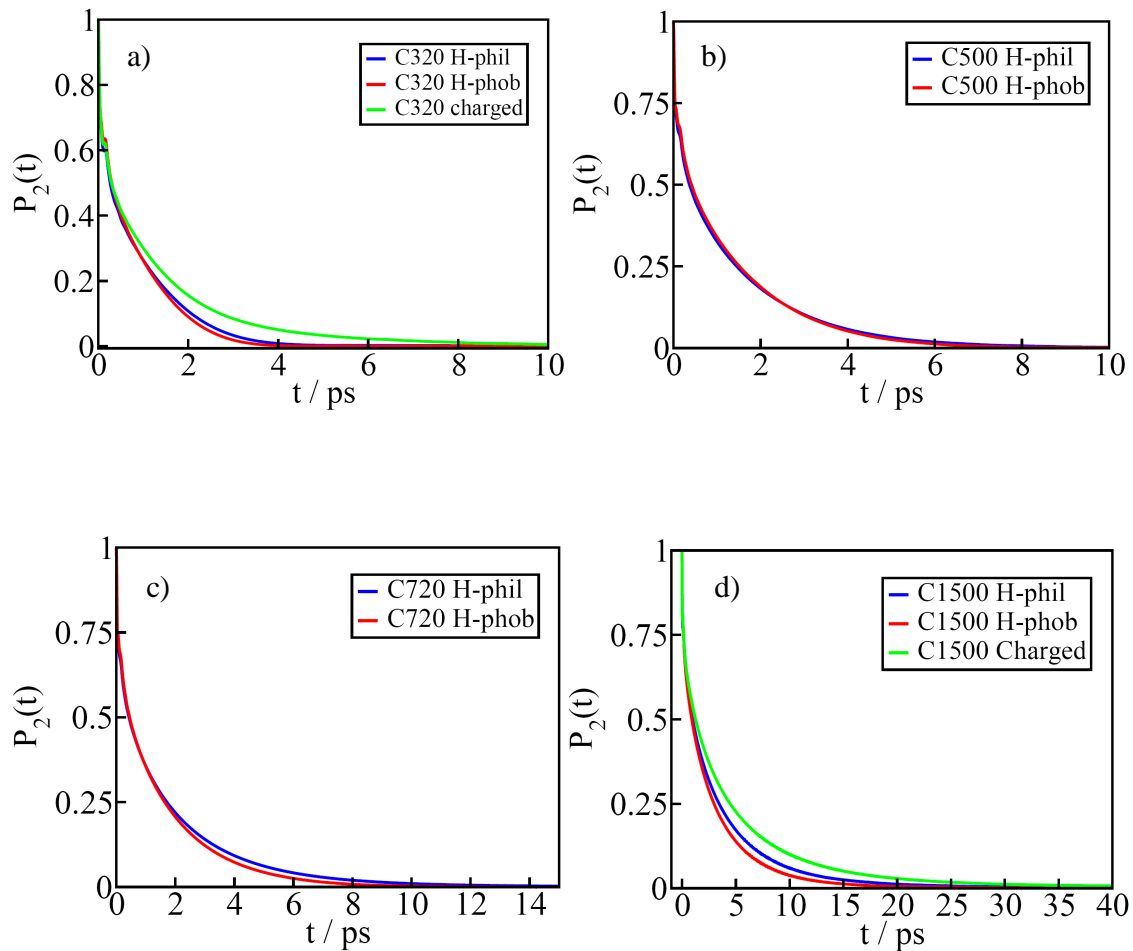 a)
C320 H-phil
C320 H-phob
C320 charged
P2(t)
1
0.8
0.6
0.4
0.2
0
0 2 4 6 8 10
t / ps
b)
C500 H-phil
C500 H-phob
P2(t)
1
0.75
0.5
0.25
0
0 2 4 6 8 10
t / ps
c)
C720 H-phil
C720 H-phob
P2(t)
1
0.75
0.5
0.25
0
0 2 4 6 8 10 12 14
t / ps
d)
C1500 H-phil
C1500 H-phob
C1500 Charged
P2(t)
1
0.75
0.5
0.25
0
0 5 10 15 20 25 30 35 40
t / ps